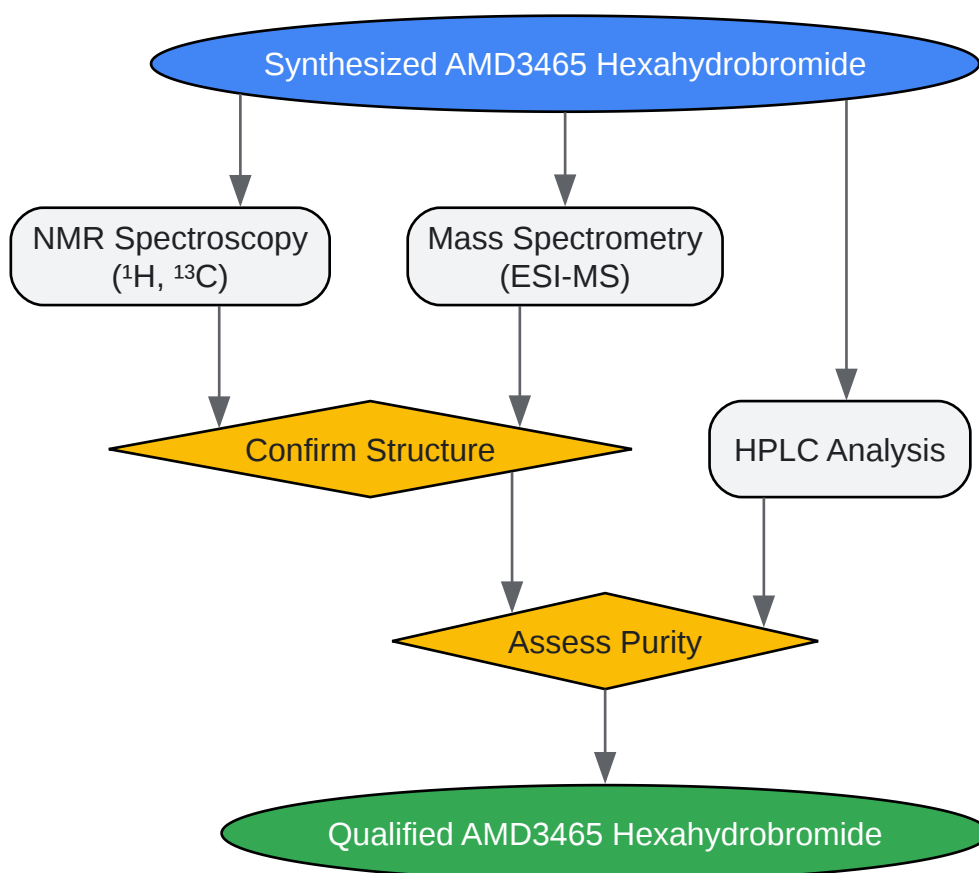 Synthesized AMD3465 Hexahydrobromide
NMR Spectroscopy
(¹H, ¹³C)
Mass Spectrometry
(ESI-MS)
Confirm Structure
HPLC Analysis
Assess Purity
Qualified AMD3465 Hexahydrobromide